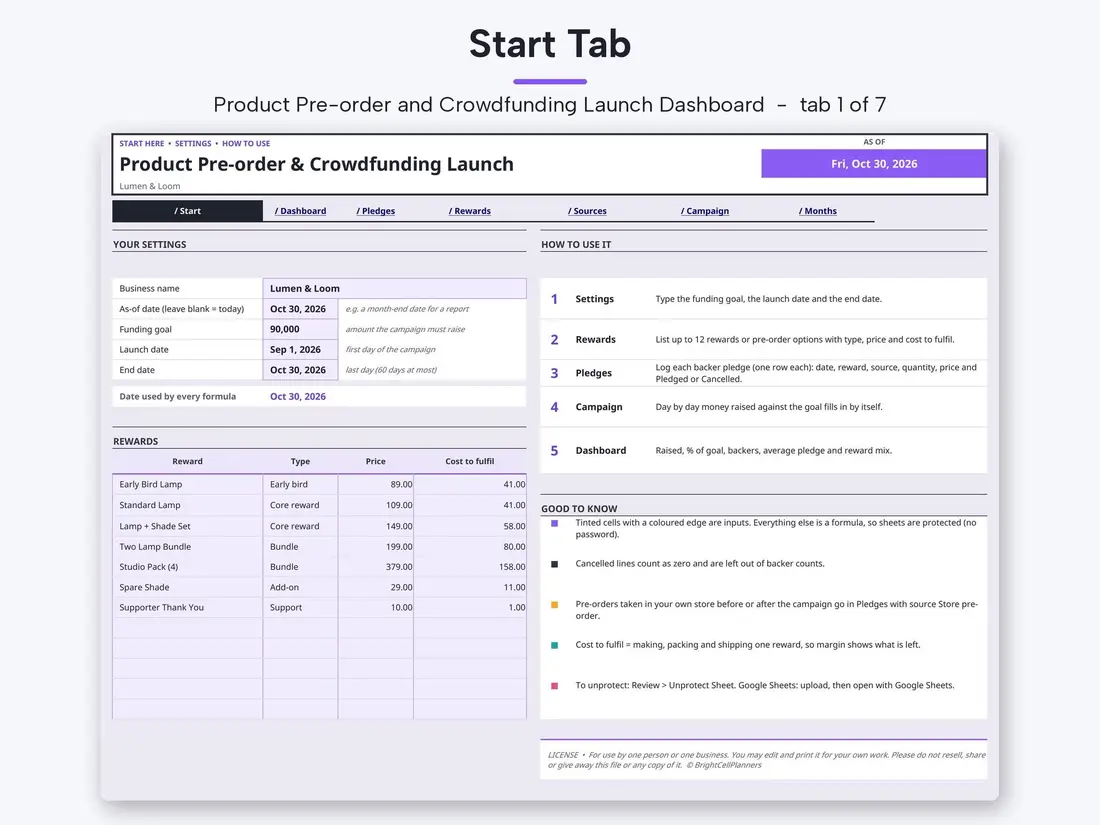 Start Tab
Product Pre-order and Crowdfunding Launch Dashboard - tab 1 of 7
START HERE • SETTINGS • HOW TO USE
Product Pre-order & Crowdfunding Launch
Lumen & Loom
AS OF
Fri, Oct 30, 2026
/ Start / Dashboard / Pledges / Rewards / Sources / Campaign / Months
YOUR SETTINGS
Business name Lumen & Loom
As-of date (leave blank = today) Oct 30, 2026 e.g. a month-end date for a report
Funding goal 90,000 amount the campaign must raise
Launch date Sep 1, 2026 first day of the campaign
End date Oct 30, 2026 last day (60 days at most)
Date used by every formula Oct 30, 2026
REWARDS
Reward Type Price Cost to fulfil
Early Bird Lamp Early bird 89.00 41.00
Standard Lamp Core reward 109.00 41.00
Lamp + Shade Set Core reward 149.00 58.00
Two Lamp Bundle Bundle 199.00 80.00
Studio Pack (4) Bundle 379.00 158.00
Spare Shade Add-on 29.00 11.00
Supporter Thank You Support 10.00 1.00
HOW TO USE IT
1 Settings Type the funding goal, the launch date and the end date.
2 Rewards List up to 12 rewards or pre-order options with type, price and cost to fulfil.
3 Pledges Log each backer pledge (one row each): date, reward, source, quantity, price and
Pledged or Cancelled.
4 Campaign Day by day money raised against the goal fills in by itself.
5 Dashboard Raised, % of goal, backers, average pledge and reward mix.
GOOD TO KNOW
Tinted cells with a coloured edge are inputs. Everything else is a formula, so sheets are protected (no
password).
Cancelled lines count as zero and are left out of backer counts.
Pre-orders taken in your own store before or after the campaign go in Pledges with source Store pre-
order.
Cost to fulfil = making, packing and shipping one reward, so margin shows what is left.
To unprotect: Review > Unprotect Sheet. Google Sheets: upload, then open with Google Sheets.
LICENSE • For use by one person or one business. You may edit and print it for your own work. Please do not resell, share
or give away this file or any copy of it. © BrightCellPlanners